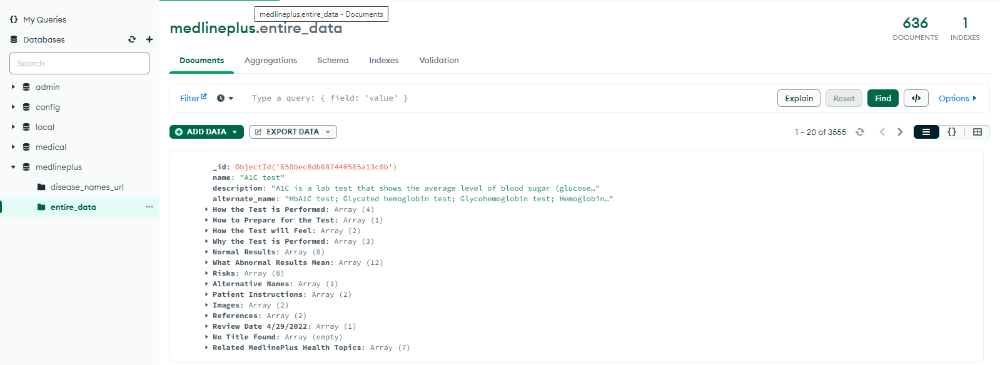 My Queries
Databases
Search
admin
config
local
medical
medlineplus
disease_names_url
entire_data
medlineplus.entire_data - Documents
medlineplus.entire_data
636
DOCUMENTS
1
INDEXES
Documents Aggregations Schema Indexes Validation
Filter Type a query: { field: 'value' } Explain Reset Find </> Options
ADD DATA EXPORT DATA 1 – 20 of 3555 {}
_id: ObjectId('650bec8db687440565a13c0b')
name: "A1C test"
description: "A1C is a lab test that shows the average level of blood sugar (glucose…"
alternate_name: "HbA1C test; Glycated hemoglobin test; Glycohemoglobin test; Hemoglobin…"
How the Test is Performed: Array (4)
How to Prepare for the Test: Array (1)
How the Test will Feel: Array (2)
Why the Test is Performed: Array (3)
Normal Results: Array (8)
What Abnormal Results Mean: Array (12)
Risks: Array (8)
Alternative Names: Array (1)
Patient Instructions: Array (2)
Images: Array (2)
References: Array (2)
Review Date 4/29/2022: Array (1)
No Title Found: Array (empty)
Related MedlinePlus Health Topics: Array (7)